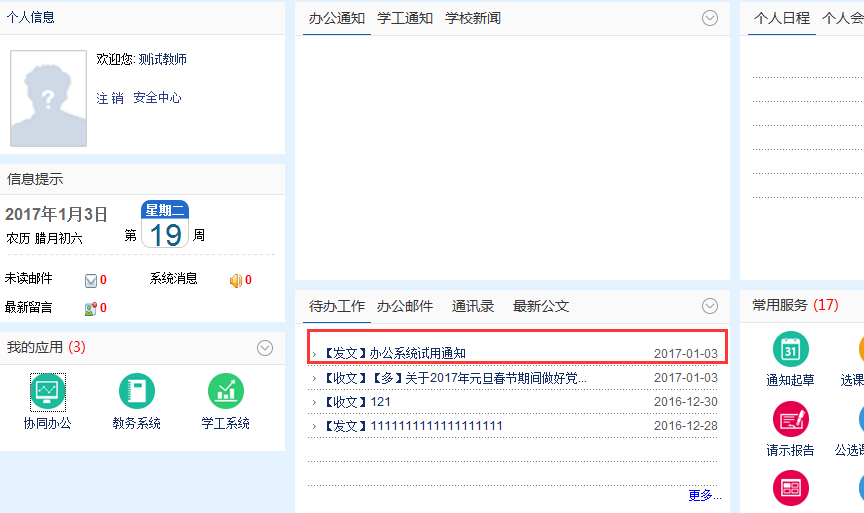 个人信息
欢迎您: 测试教师
注 销 安全中心
信息提示
2017年1月3日
农历 腊月初六
第
星期二
19
周
未读邮件 0 系统消息 0
最新留言 0
我的应用 (3)
协同办公 教务系统 学工系统
办公通知 学工通知 学校新闻
待办工作 办公邮件 通讯录 最新公文
【发文】办公系统试用通知 2017-01-03
【收文】【多】关于2017年元旦春节期间做好党... 2017-01-03
【收文】121 2016-12-30
【发文】1111111111111111111 2016-12-28
更多...
个人日程 个人会
常用服务 (17)
31
通知起草 选课
请示报告 公选课